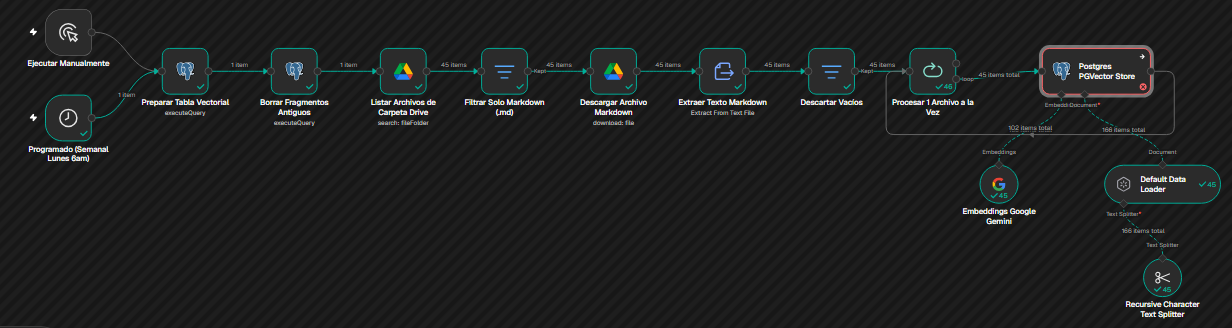 Ejecutar Manualmente
Programado (Semanal
Lunes 6am)
1 item
Preparar Tabla Vectorial
executeQuery
1 item
Borrar Fragmentos
Antiguos
executeQuery
1 item
Listar Archivos de
Carpeta Drive
search: fileFolder
45 items
Filtrar Solo Markdown
(.md)
Kept
45 items
Descargar Archivo
Markdown
download: file
45 items
Extraer Texto Markdown
Extract From Text File
45 items
Descartar Vacíos
Kept
45 items
Procesar 1 Archivo a la
Vez
46
loop
45 items total
Postgres
PGVector Store
Embedding
Document*
102 items total
166 items total
Embeddings
G
45
Embeddings Google
Gemini
Document
Default Data
Loader
45
Text Splitter*
166 items total
Text Splitter
45
Recursive Character
Text Splitter